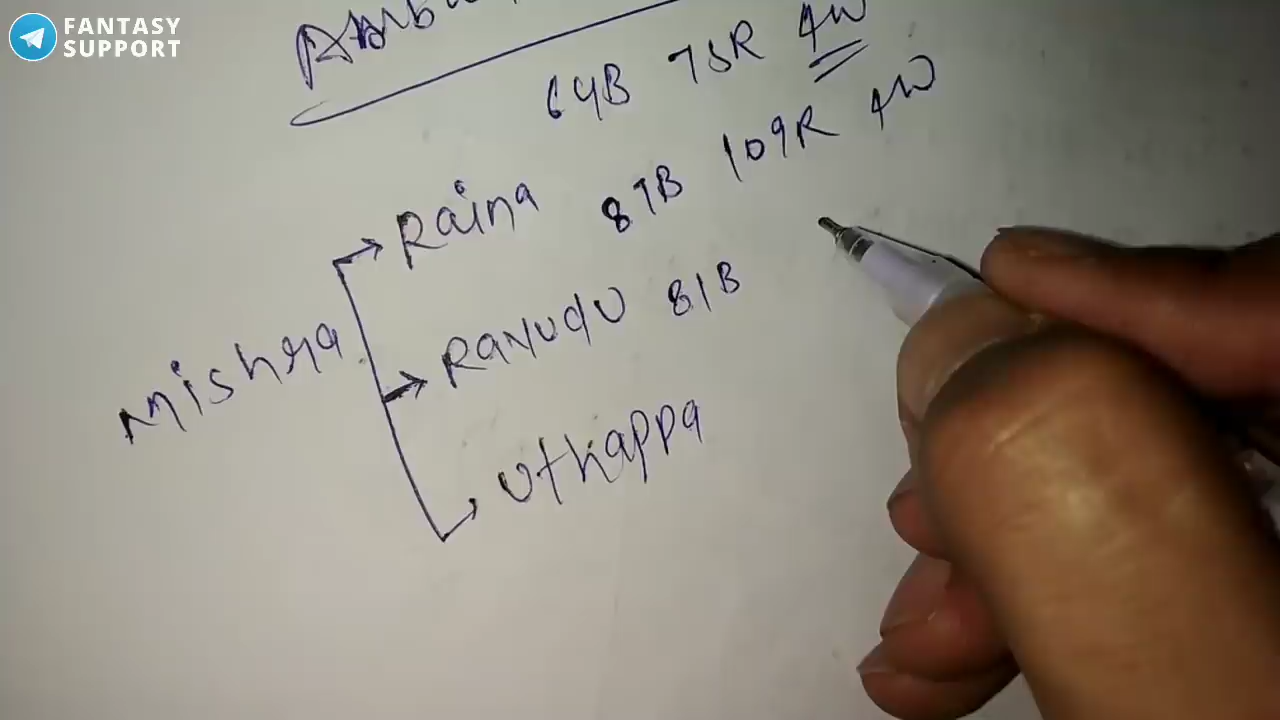 FANTASY
SUPPORT
64B 75R 4W
Raina 87B 109R 4W
Mishra
Rayudu 81B
Uthappa